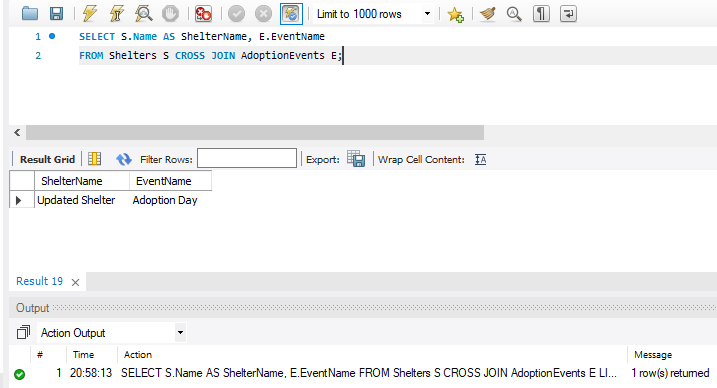 Limit to 1000 rows
1 SELECT S.Name AS ShelterName, E.EventName
2 FROM Shelters S CROSS JOIN AdoptionEvents E;
Result Grid Filter Rows: Export: Wrap Cell Content: IA
ShelterName EventName
Updated Shelter Adoption Day
Result 19 ×
Output
Action Output
# Time Action Message
1 20:58:13 SELECT S.Name AS ShelterName, E.EventName FROM Shelters S CROSS JOIN AdoptionEvents E LI... 1 row(s) returned